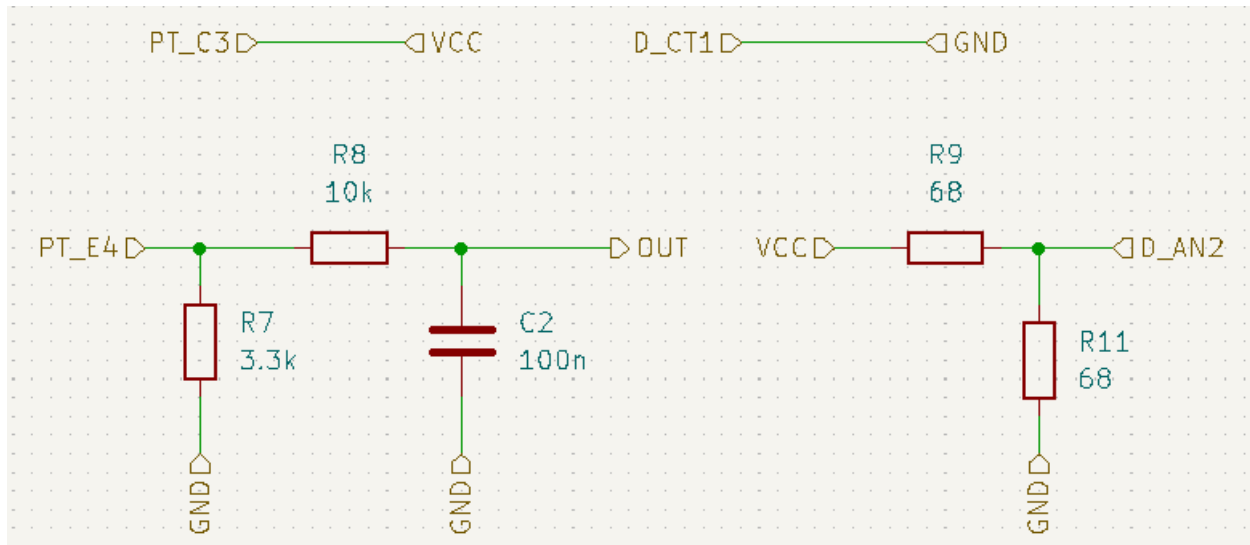 PT_C3
VCC
D_CT1
GND
R8
10k
R9
68
PT_E4
OUT
VCC
D_AN2
R7
3.3k
C2
100n
R11
68
GND
GND
GND